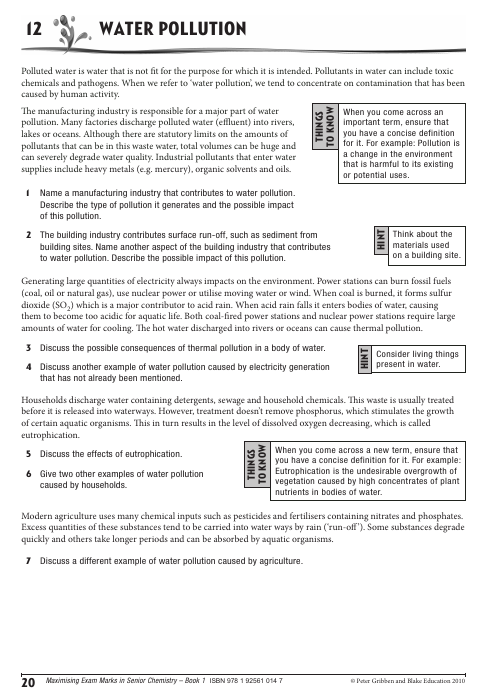 12 WATER POLLUTION
Polluted water is water that is not fit for the purpose for which it is intended. Pollutants in water can include toxic
chemicals and pathogens. When we refer to ‘water pollution’, we tend to concentrate on contamination that has been
caused by human activity.
The manufacturing industry is responsible for a major part of water
pollution. Many factories discharge polluted water (effluent) into rivers,
lakes or oceans. Although there are statutory limits on the amounts of
pollutants that can be in this waste water, total volumes can be huge and
can severely degrade water quality. Industrial pollutants that enter water
supplies include heavy metals (e.g. mercury), organic solvents and oils.
THINGS
TO KNOW
When you come across an
important term, ensure that
you have a concise definition
for it. For example: Pollution is
a change in the environment
that is harmful to its existing
or potential uses.
1 Name a manufacturing industry that contributes to water pollution.
Describe the type of pollution it generates and the possible impact
of this pollution.
2 The building industry contributes surface run-off, such as sediment from
building sites. Name another aspect of the building industry that contributes
to water pollution. Describe the possible impact of this pollution.
HINT
Think about the
materials used
on a building site.
Generating large quantities of electricity always impacts on the environment. Power stations can burn fossil fuels
(coal, oil or natural gas), use nuclear power or utilise moving water or wind. When coal is burned, it forms sulfur
dioxide (SO₂) which is a major contributor to acid rain. When acid rain falls it enters bodies of water, causing
them to become too acidic for aquatic life. Both coal-fired power stations and nuclear power stations require large
amounts of water for cooling. The hot water discharged into rivers or oceans can cause thermal pollution.
3 Discuss the possible consequences of thermal pollution in a body of water.
4 Discuss another example of water pollution caused by electricity generation
that has not already been mentioned.
HINT
Consider living things
present in water.
Households discharge water containing detergents, sewage and household chemicals. This waste is usually treated
before it is released into waterways. However, treatment doesn’t remove phosphorus, which stimulates the growth
of certain aquatic organisms. This in turn results in the level of dissolved oxygen decreasing, which is called
eutrophication.
5 Discuss the effects of eutrophication.
6 Give two other examples of water pollution
caused by households.
THINGS
TO KNOW
When you come across a new term, ensure that
you have a concise definition for it. For example:
Eutrophication is the undesirable overgrowth of
vegetation caused by high concentrates of plant
nutrients in bodies of water.
Modern agriculture uses many chemical inputs such as pesticides and fertilisers containing nitrates and phosphates.
Excess quantities of these substances tend to be carried into water ways by rain (‘run-off’). Some substances degrade
quickly and others take longer periods and can be absorbed by aquatic organisms.
7 Discuss a different example of water pollution caused by agriculture.
20 Maximising Exam Marks in Senior Chemistry – Book 1 ISBN 978 1 92561 014 7
© Peter Gribben and Blake Education 2010